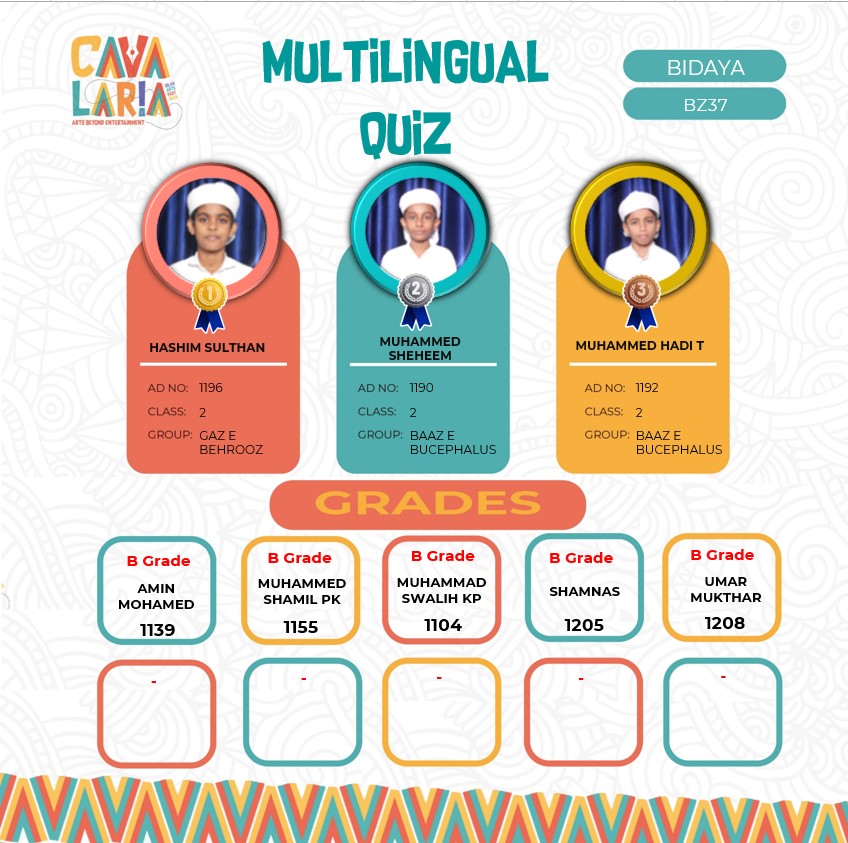 CAVA
LARIA
ARTS BEYOND ENTERTAINMENT
MULTiLiNGUAL
QUiZ
BIDAYA
BZ37
1
HASHIM SULTHAN
AD NO: 1196
CLASS: 2
GROUP: GAZ E
BEHROOZ
2
MUHAMMED
SHEHEEM
AD NO: 1190
CLASS: 2
GROUP: BAAZ E
BUCEPHALUS
3
MUHAMMED HADI T
AD NO: 1192
CLASS: 2
GROUP: BAAZ E
BUCEPHALUS
GRADES
B Grade
AMIN
MOHAMED
1139
B Grade
MUHAMMED
SHAMIL PK
1155
B Grade
MUHAMMAD
SWALIH KP
1104
B Grade
SHAMNAS
1205
B Grade
UMAR
MUKTHAR
1208
-
-
-
-
-